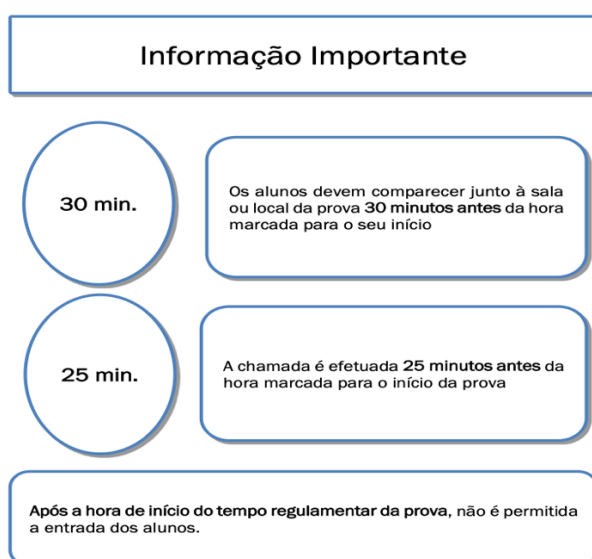 Informação Importante
30 min.
Os alunos devem comparecer junto à sala
ou local da prova 30 minutos antes da hora
marcada para o seu início
25 min.
A chamada é efetuada 25 minutos antes da
hora marcada para o início da prova
Após a hora de início do tempo regulamentar da prova, não é permitida
a entrada dos alunos.